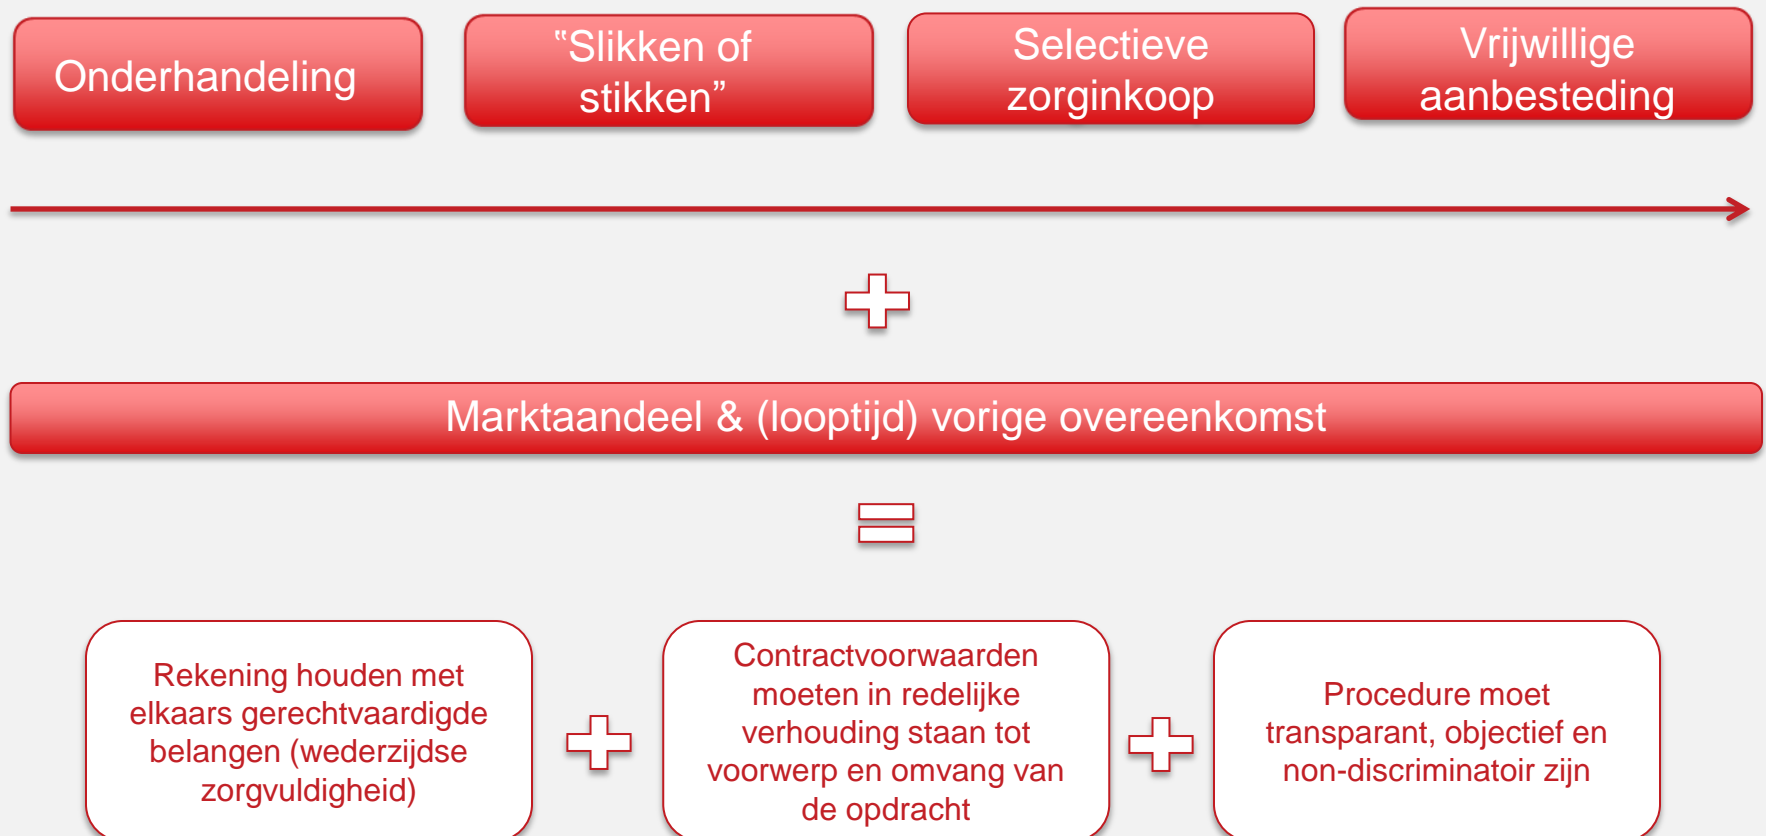 Onderhandeling
“Slikken of
stikken”
Selectieve
zorginkoop
Vrijwillige
aanbesteding
Marktaandeel & (looptijd) vorige overeenkomst
Rekening houden met
elkaars gerechtvaardigde
belangen (wederzijdse
zorgvuldigheid)
Contractvoorwaarden
moeten in redelijke
verhouding staan tot
voorwerp en omvang van
de opdracht
Procedure moet
transparant, objectief en
non-discriminatoir zijn